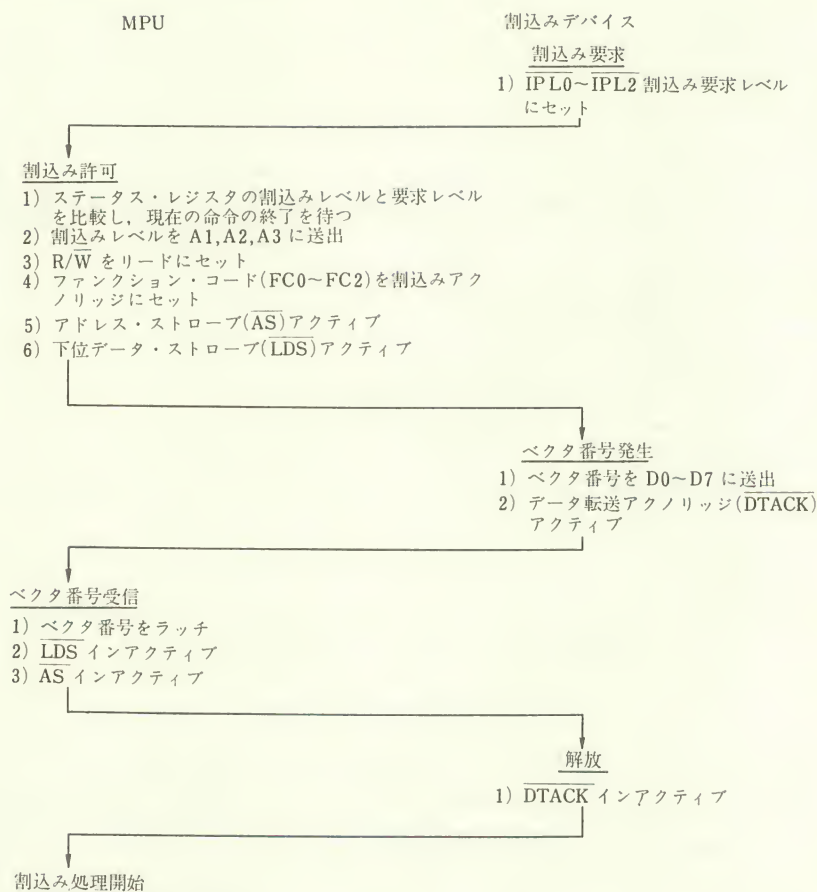 MPU
割込みデバイス
割込み要求
1) IPL0~IPL2 割込み要求レベル
にセット
割込み許可
1) ステータス・レジスタの割込みレベルと要求レベル
を比較し，現在の命令の終了を待つ
2) 割込みレベルを A1,A2,A3 に送出
3) R/W をリードにセット
4) ファンクション・コード(FC0~FC2)を割込みアク
ノリッジにセット
5) アドレス・ストローブ(AS)アクティブ
6) 下位データ・ストローブ(LDS)アクティブ
ベクタ番号発生
1) ベクタ番号を D0~D7 に送出
2) データ転送アクノリッジ(DTACK)
アクティブ
ベクタ番号受信
1) ベクタ番号をラッチ
2) LDS インアクティブ
3) AS インアクティブ
解放
1) DTACK インアクティブ
割込み処理開始